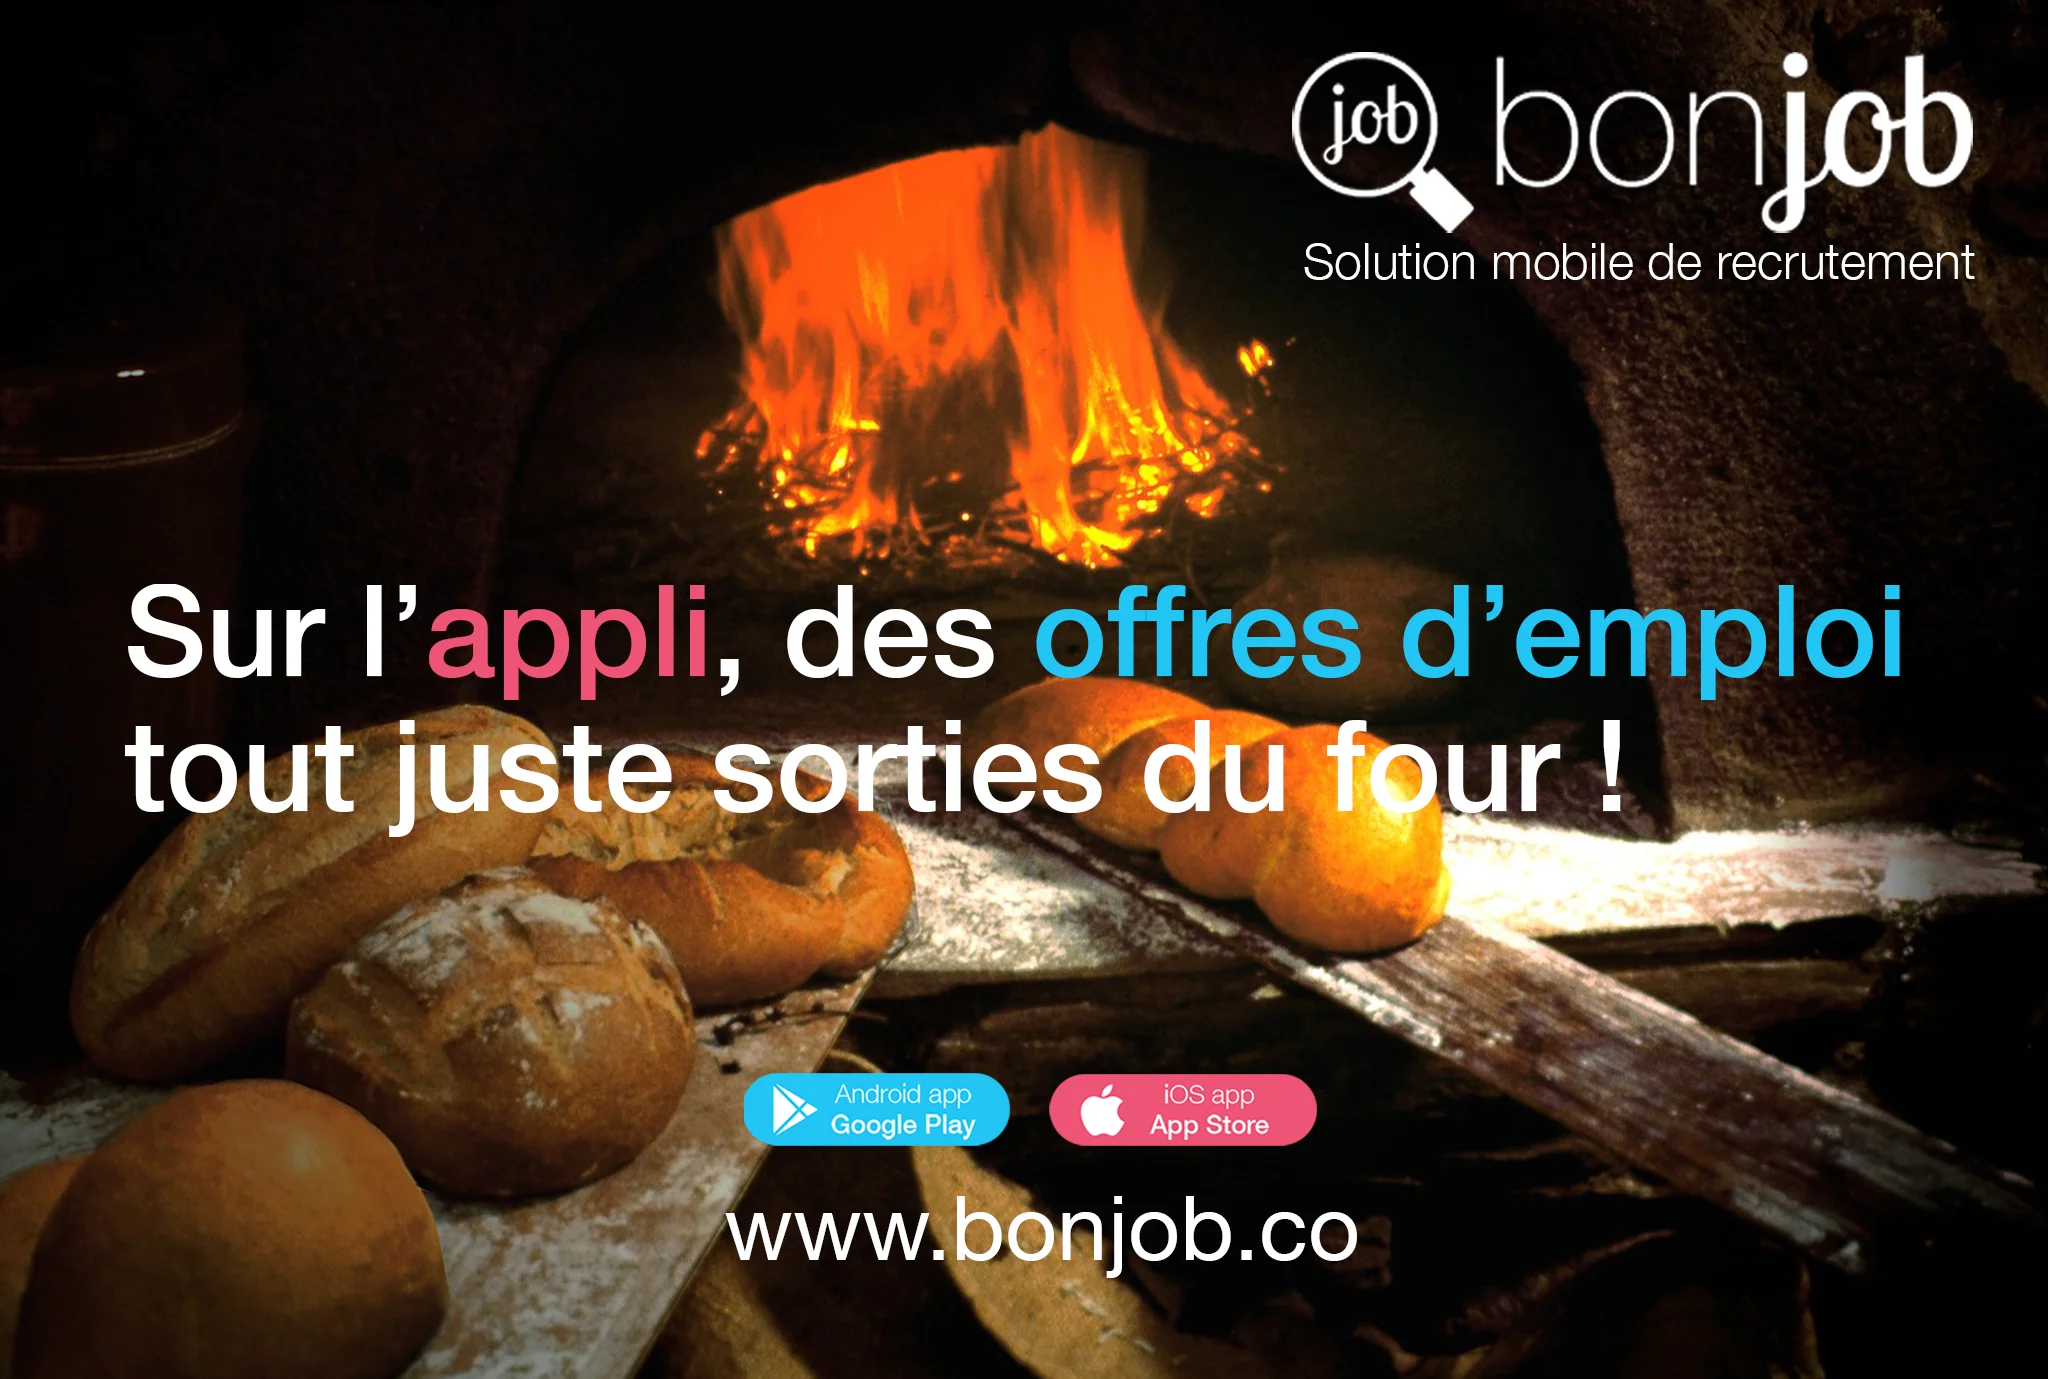 job bonjob
Solution mobile de recrutement
Sur l’appli, des offres d’emploi
tout juste sorties du four !
Android app
Google Play
iOS app
App Store
www.bonjob.co